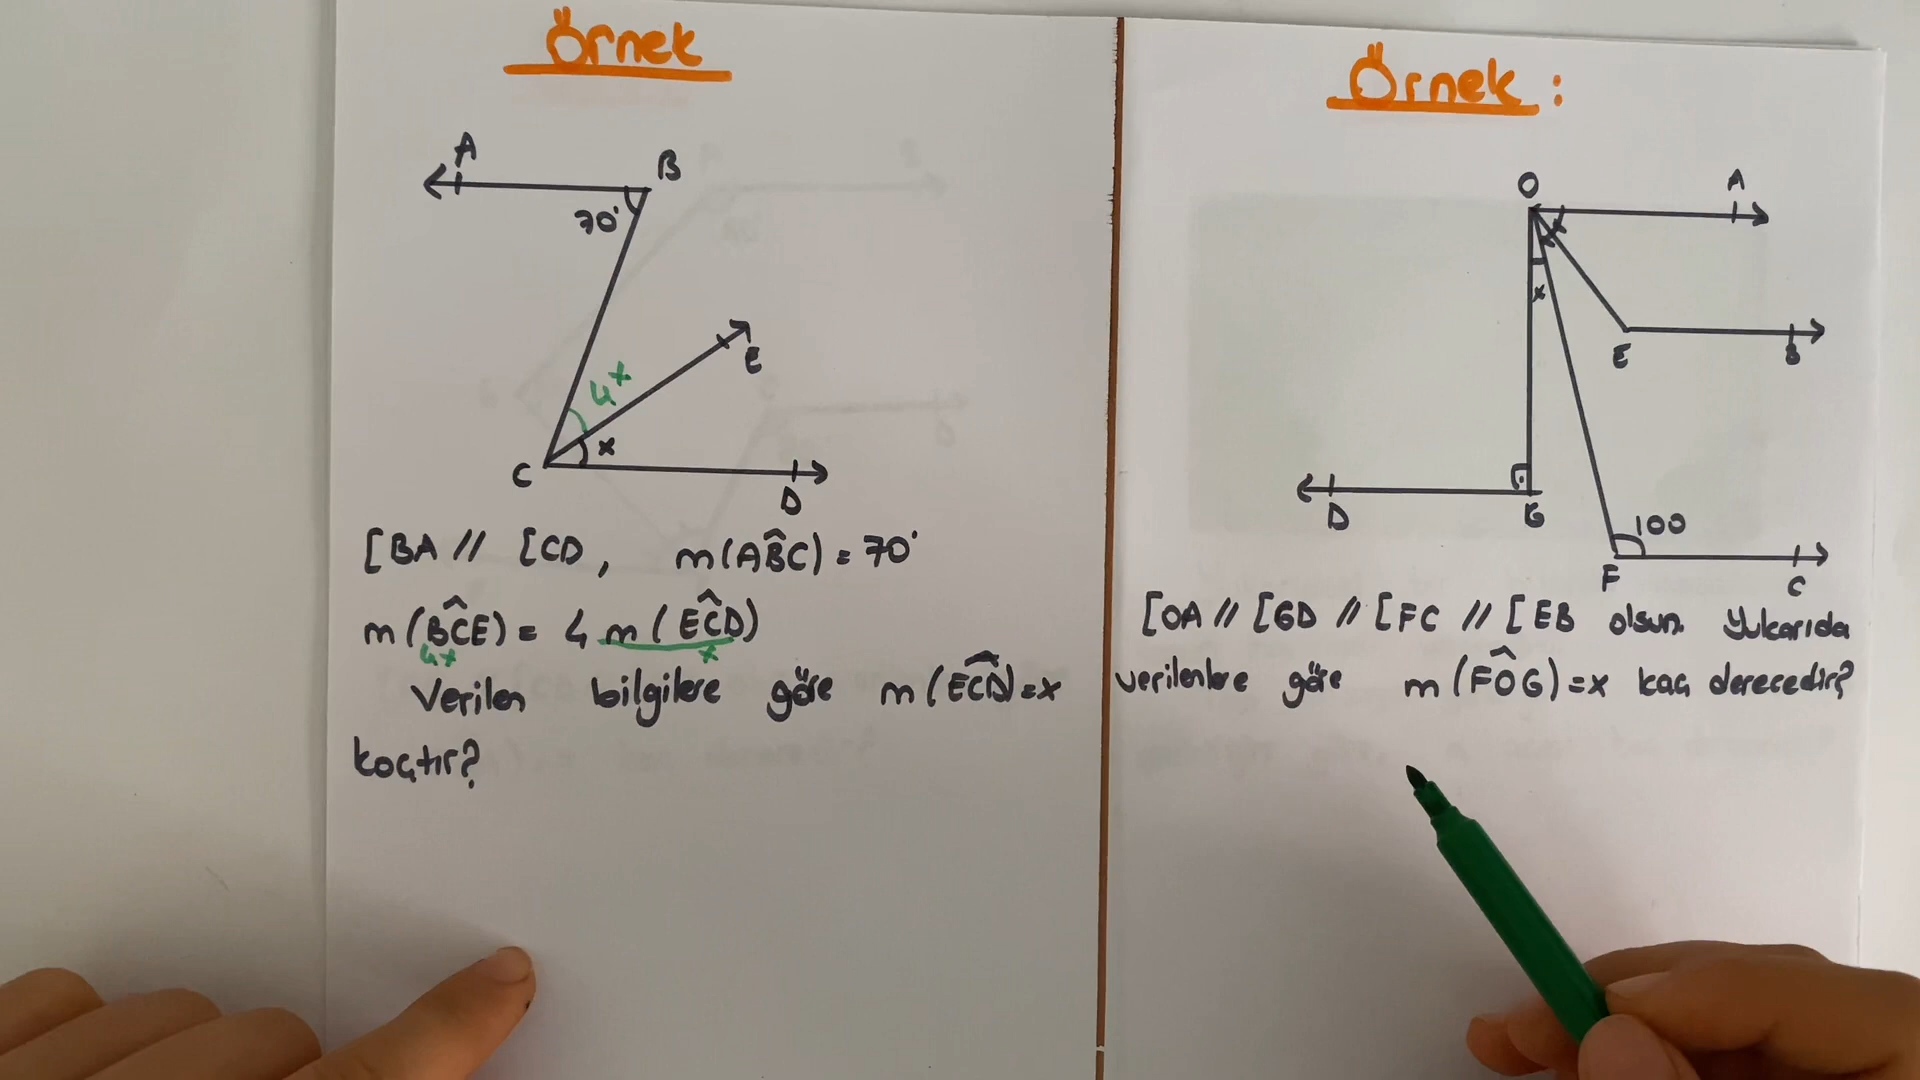 Örnek
A
B
70°
4x
E
x
C
D
[BA // [CD, m(ABC) = 70°
m(BCE) = 4 m(ECD)
4x x
Verilen bilgilere göre m(ECD)=x
kaçtır?
Örnek :
O
A
x
E
B
D
G
100
F
C
[OA // [GD // [FC // [EB olsun. Yukarıda
verilenlere göre m(FOG)=x kaç derecedir?